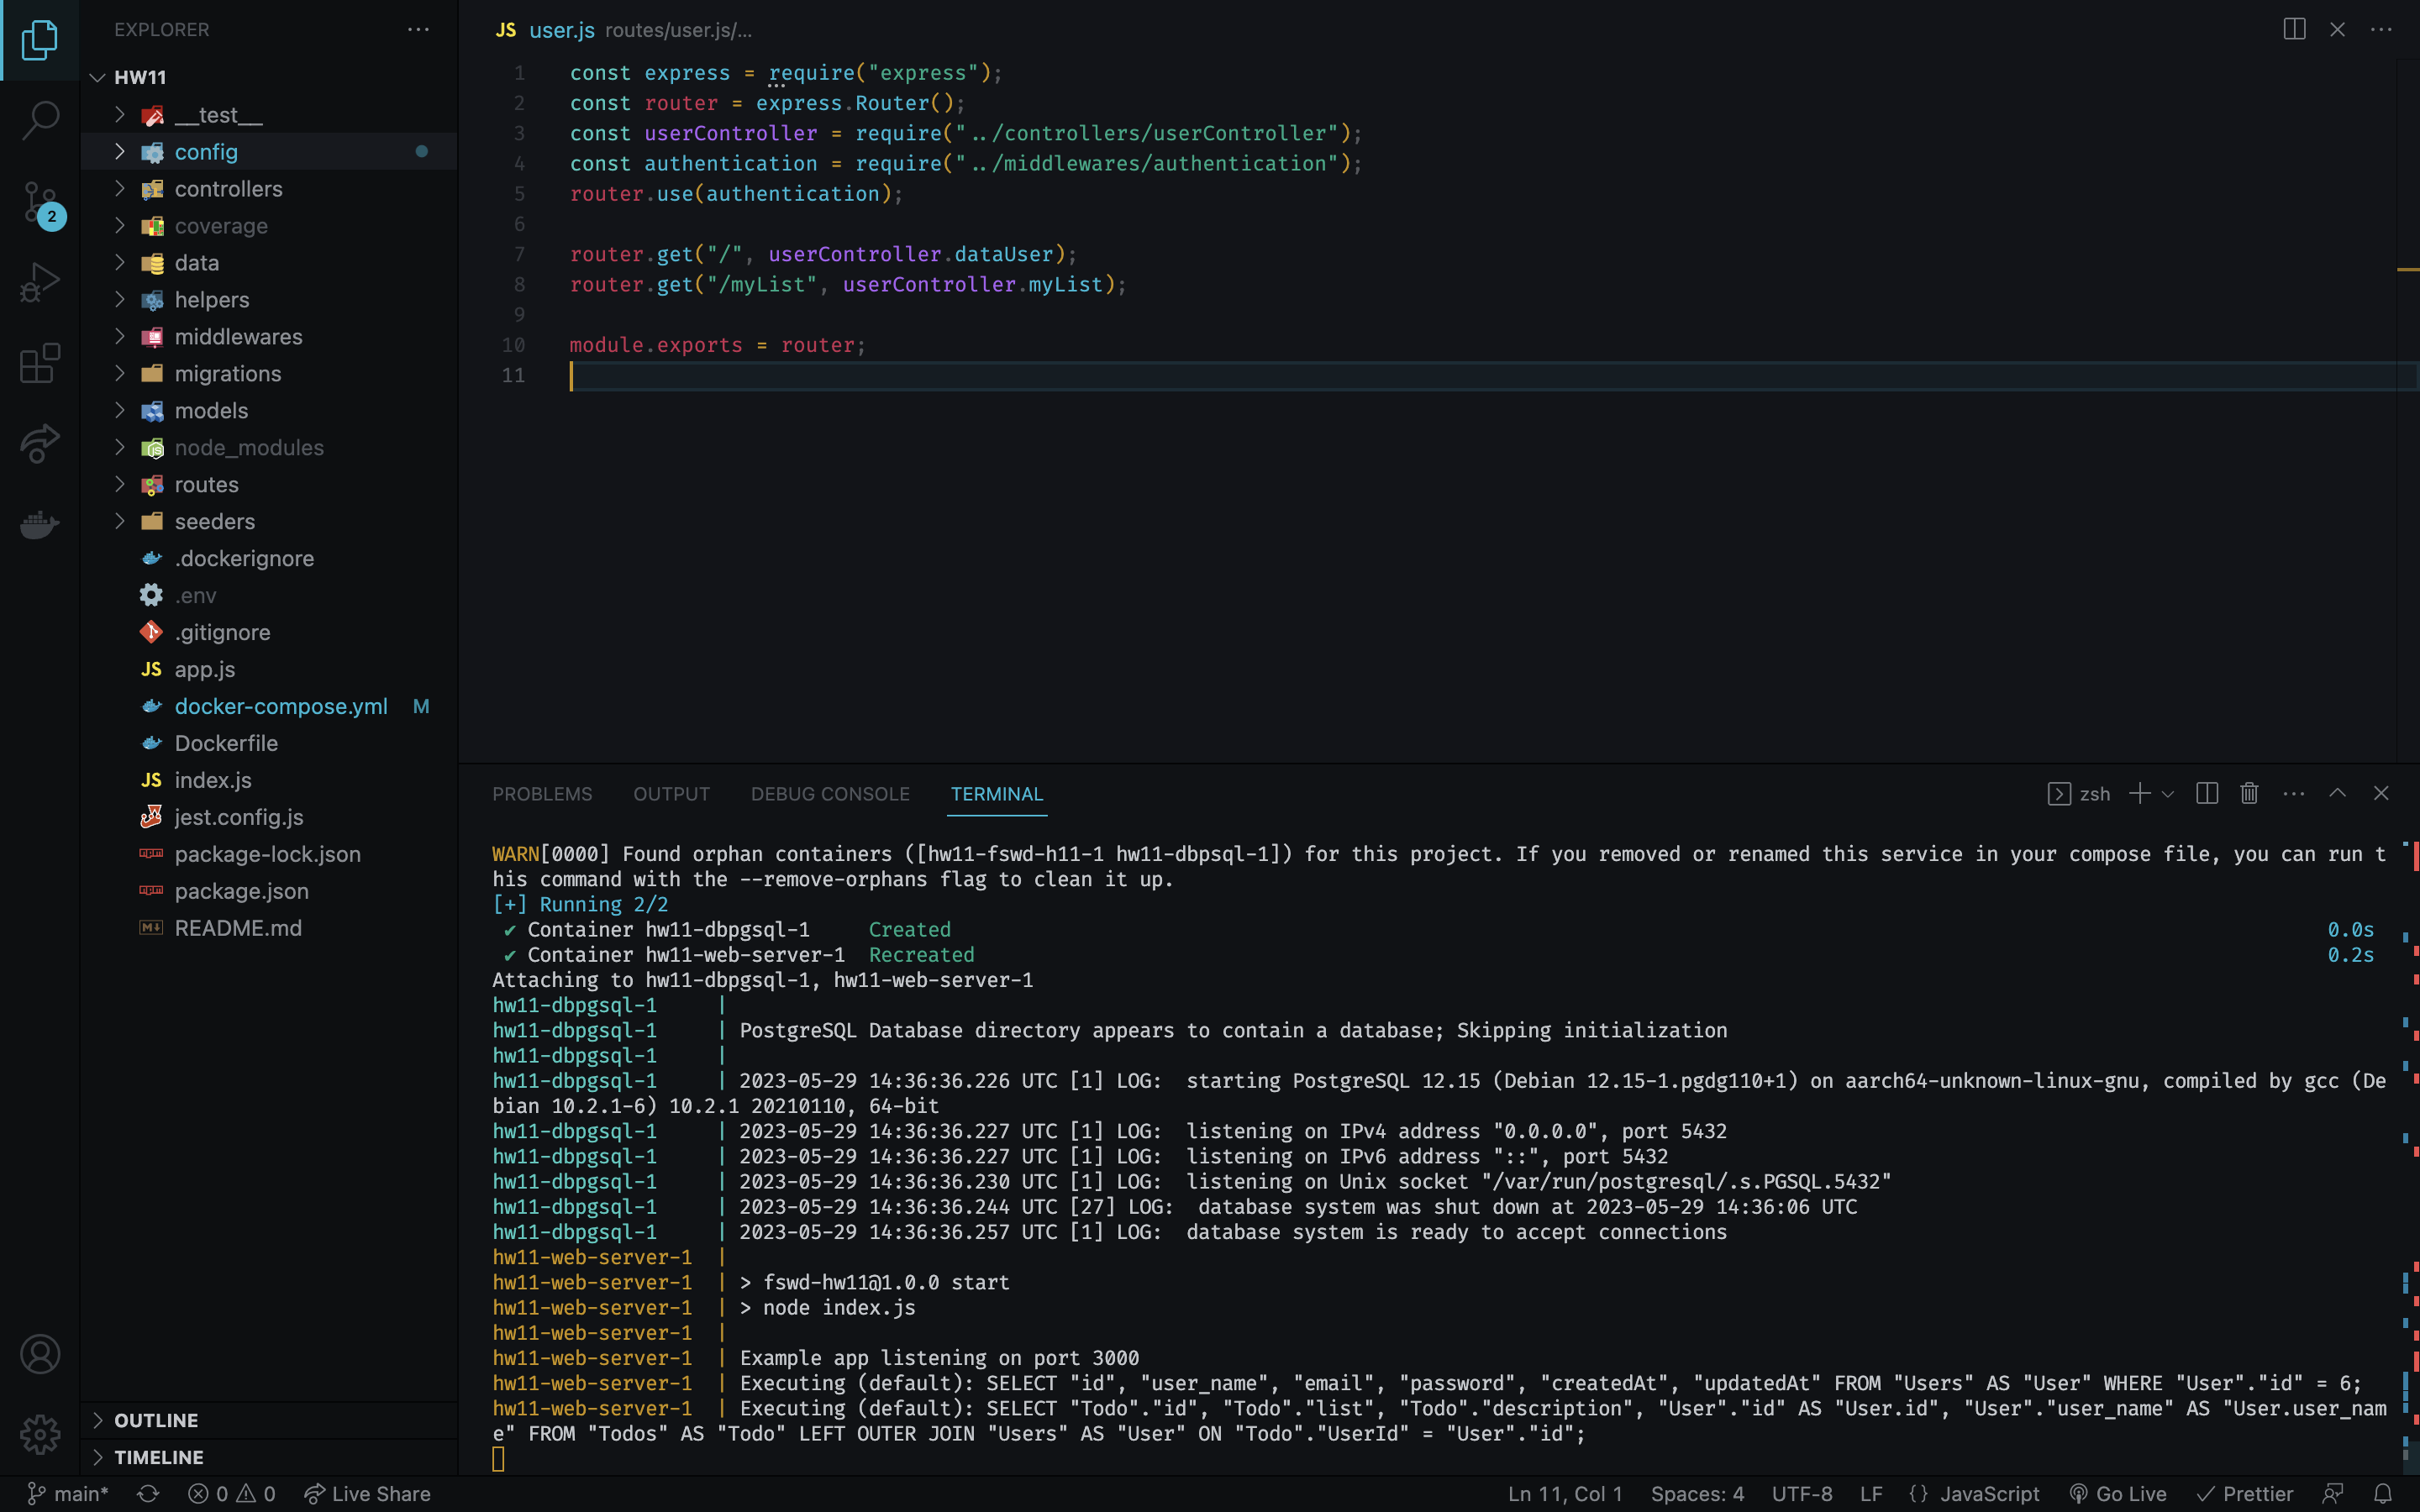 EXPLORER
HW11
__test__
config
controllers
coverage
data
helpers
middlewares
migrations
models
node_modules
routes
seeders
.dockerignore
.env
.gitignore
JS app.js
docker-compose.yml M
Dockerfile
JS index.js
jest.config.js
package-lock.json
package.json
README.md
OUTLINE
TIMELINE
2
JS user.js routes/user.js/...
1 const express = require("express");
2 const router = express.Router();
3 const userController = require("../controllers/userController");
4 const authentication = require("../middlewares/authentication");
5 router.use(authentication);
6
7 router.get("/", userController.dataUser);
8 router.get("/myList", userController.myList);
9
10 module.exports = router;
11
PROBLEMS OUTPUT DEBUG CONSOLE TERMINAL zsh
WARN[0000] Found orphan containers ([hw11-fswd-h11-1 hw11-dbpsql-1]) for this project. If you removed or renamed this service in your compose file, you can run t
his command with the --remove-orphans flag to clean it up.
[+] Running 2/2
✔ Container hw11-dbpgsql-1 Created 0.0s
✔ Container hw11-web-server-1 Recreated 0.2s
Attaching to hw11-dbpgsql-1, hw11-web-server-1
hw11-dbpgsql-1 |
hw11-dbpgsql-1 | PostgreSQL Database directory appears to contain a database; Skipping initialization
hw11-dbpgsql-1 |
hw11-dbpgsql-1 | 2023-05-29 14:36:36.226 UTC [1] LOG: starting PostgreSQL 12.15 (Debian 12.15-1.pgdg110+1) on aarch64-unknown-linux-gnu, compiled by gcc (De
bian 10.2.1-6) 10.2.1 20210110, 64-bit
hw11-dbpgsql-1 | 2023-05-29 14:36:36.227 UTC [1] LOG: listening on IPv4 address "0.0.0.0", port 5432
hw11-dbpgsql-1 | 2023-05-29 14:36:36.227 UTC [1] LOG: listening on IPv6 address "::", port 5432
hw11-dbpgsql-1 | 2023-05-29 14:36:36.230 UTC [1] LOG: listening on Unix socket "/var/run/postgresql/.s.PGSQL.5432"
hw11-dbpgsql-1 | 2023-05-29 14:36:36.244 UTC [27] LOG: database system was shut down at 2023-05-29 14:36:06 UTC
hw11-dbpgsql-1 | 2023-05-29 14:36:36.257 UTC [1] LOG: database system is ready to accept connections
hw11-web-server-1 |
hw11-web-server-1 | > fswd-hw11@1.0.0 start
hw11-web-server-1 | > node index.js
hw11-web-server-1 |
hw11-web-server-1 | Example app listening on port 3000
hw11-web-server-1 | Executing (default): SELECT "id", "user_name", "email", "password", "createdAt", "updatedAt" FROM "Users" AS "User" WHERE "User"."id" = 6;
hw11-web-server-1 | Executing (default): SELECT "Todo"."id", "Todo"."list", "Todo"."description", "User"."id" AS "User.id", "User"."user_name" AS "User.user_nam
e" FROM "Todos" AS "Todo" LEFT OUTER JOIN "Users" AS "User" ON "Todo"."UserId" = "User"."id";
main* 0 0 Live Share Ln 11, Col 1 Spaces: 4 UTF-8 LF {} JavaScript Go Live Prettier